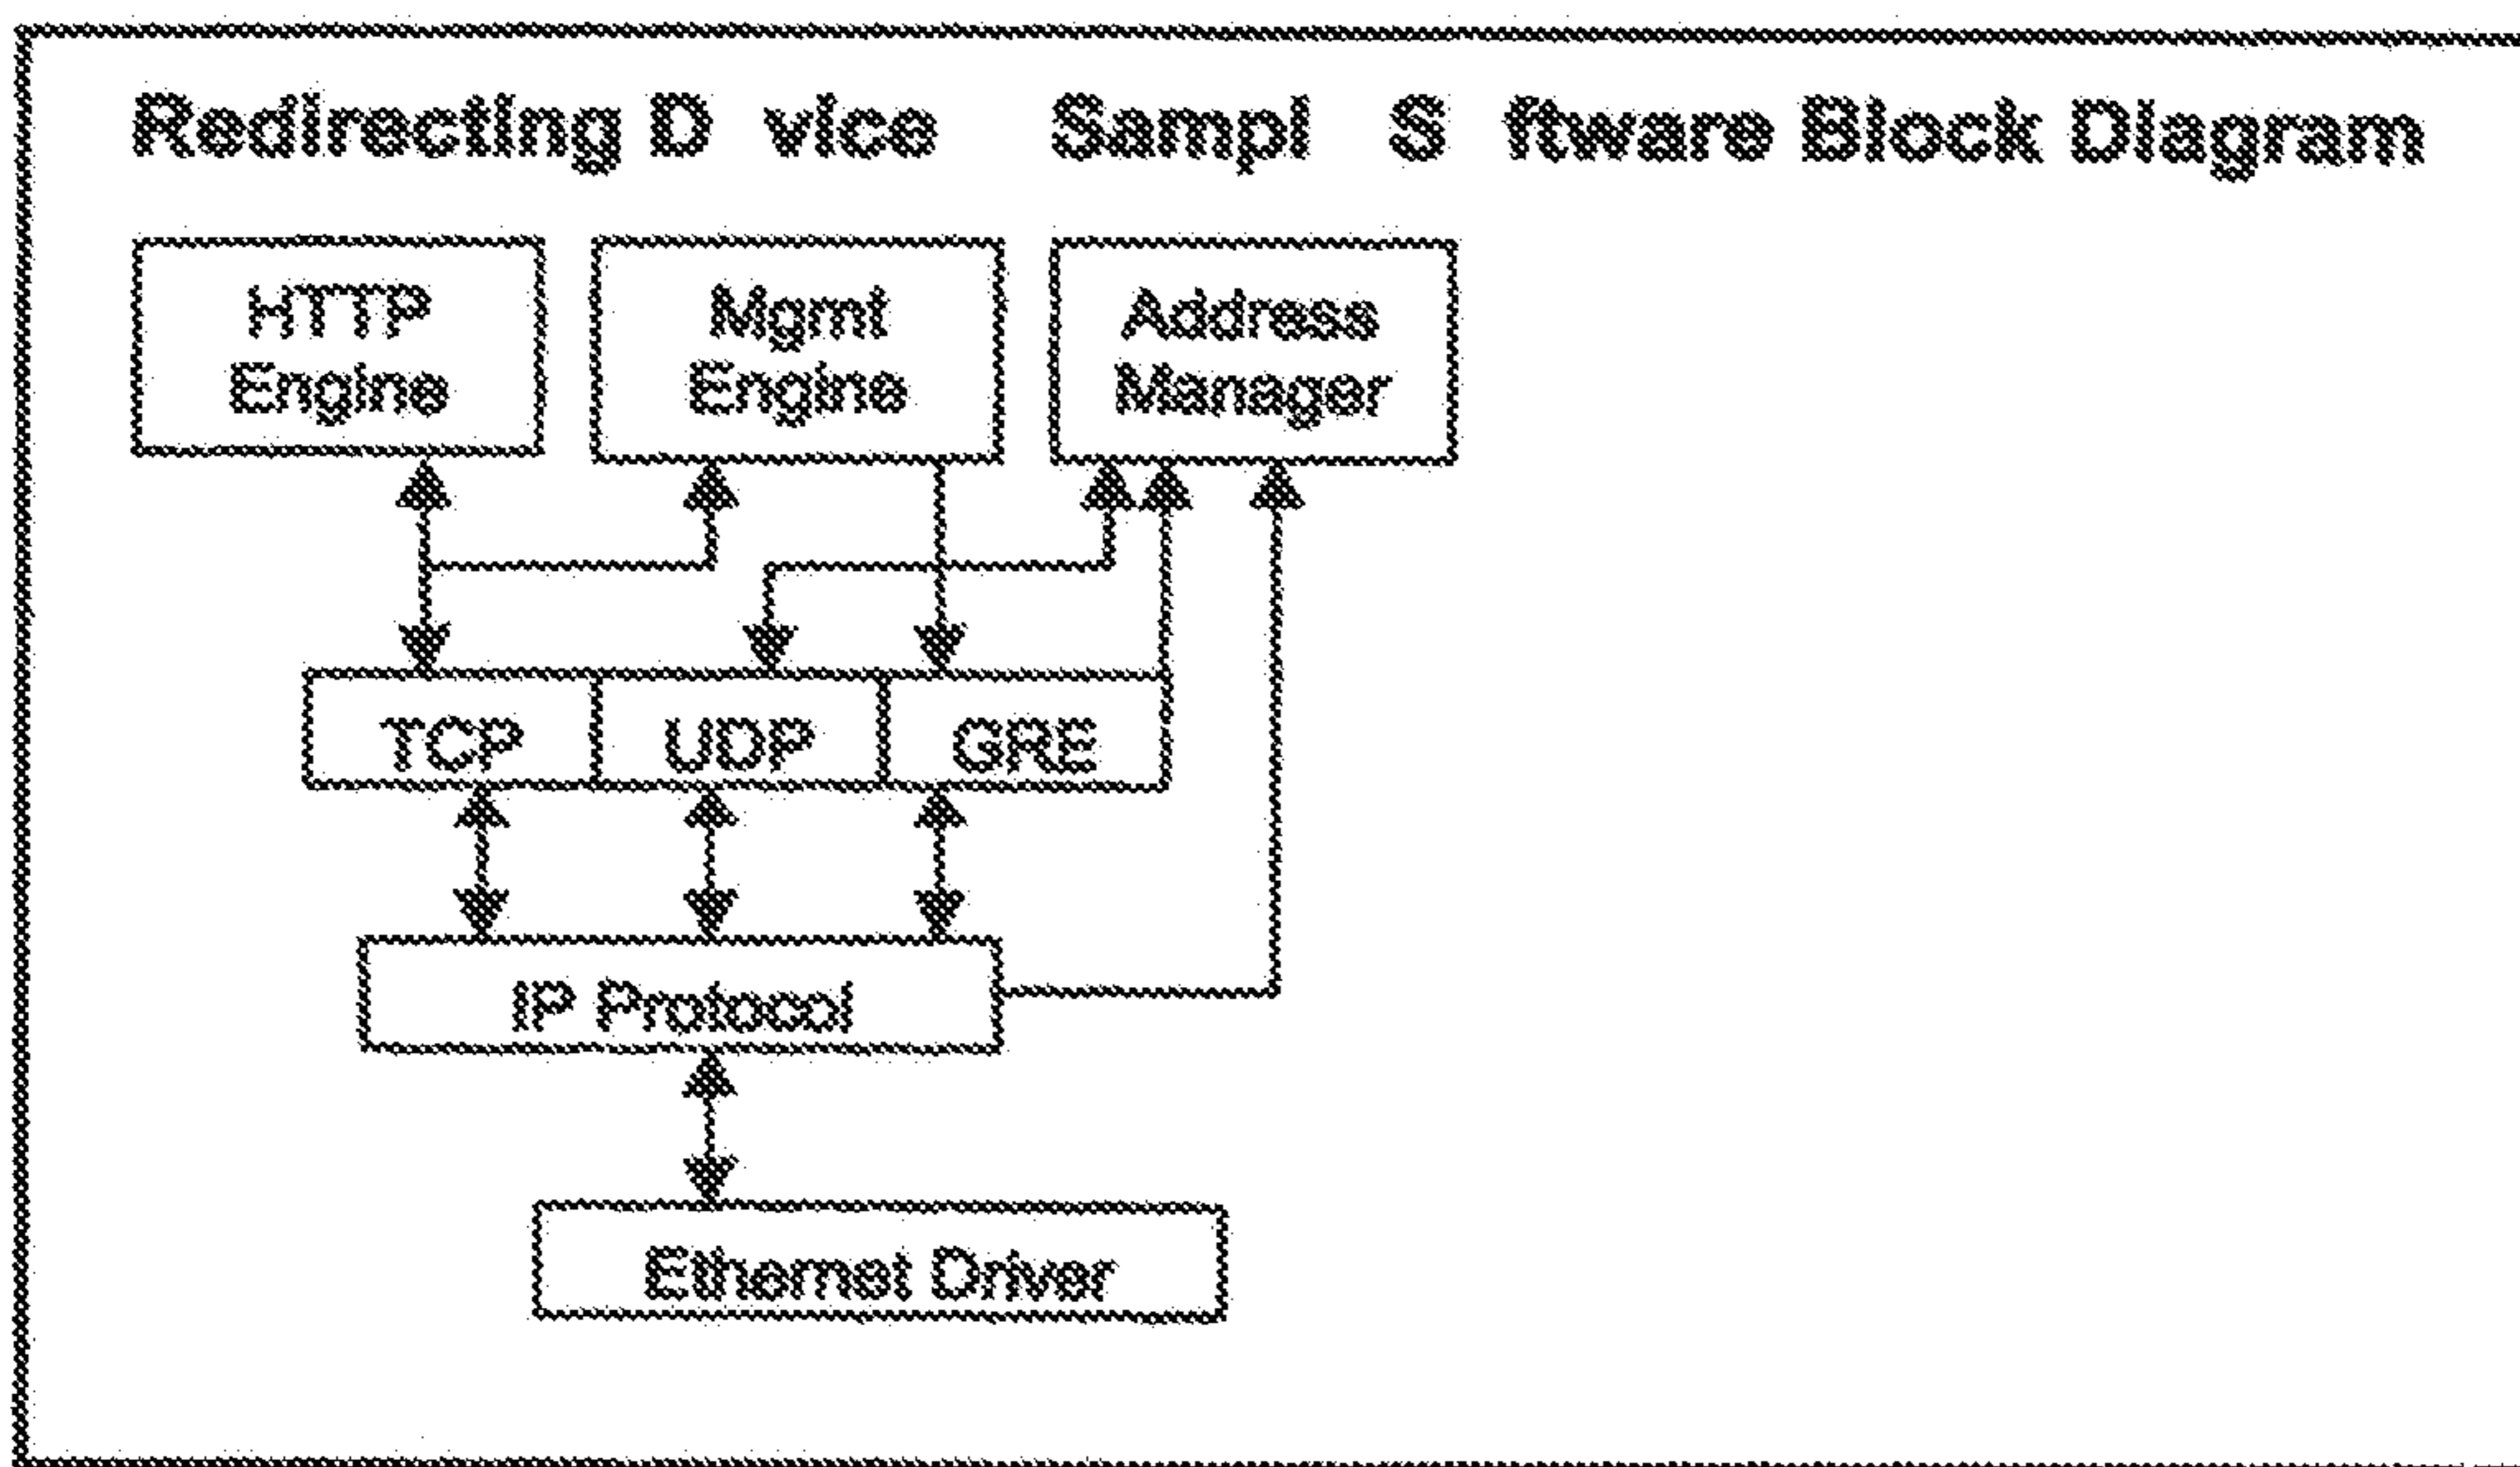 Redirecting D vice Sampl S ftware Block Diagram
HTTP
Engine
Mgmt
Engine
Address
Manager
TCP
UDP
GRE
IP Protocol
Ethernet Driver